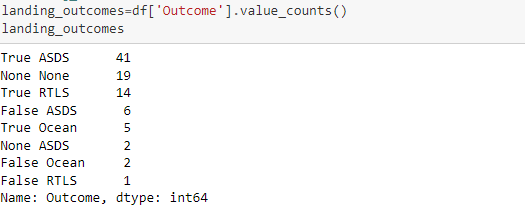 landing_outcomes=df['Outcome'].value_counts()
landing_outcomes
True ASDS      41
None None      19
True RTLS      14
False ASDS      6
True Ocean      5
None ASDS       2
False Ocean     2
False RTLS      1
Name: Outcome, dtype: int64